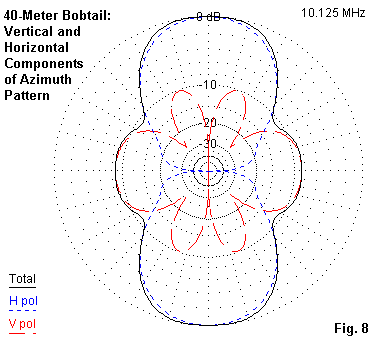 40-Meter Bobtail:
Vertical and
Horizontal
Components
of Azimuth
Pattern
0 dB
10.125 MHz
-10
-20
-30
Total
H pol
V pol
Fig. 8